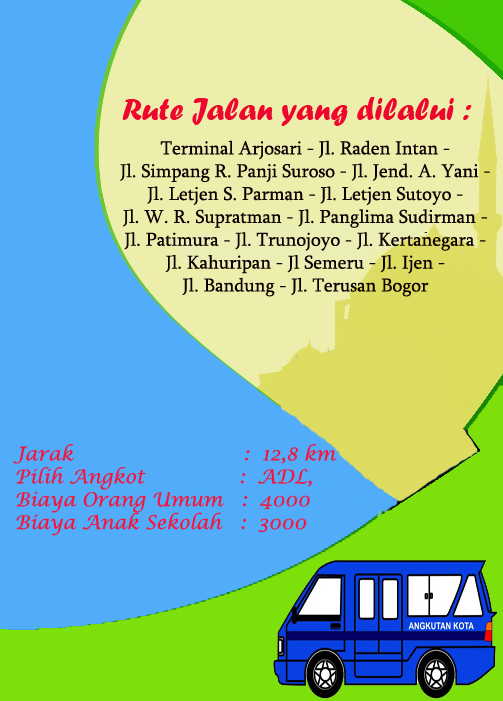 Rute Jalan yang dilalui :
Terminal Arjosari - Jl. Raden Intan -
Jl. Simpang R. Panji Suroso - Jl. Jend. A. Yani -
Jl. Letjen S. Parman - Jl. Letjen Sutoyo -
Jl. W. R. Supratman - Jl. Panglima Sudirman -
Jl. Patimura - Jl. Trunojoyo - Jl. Kertanegara -
Jl. Kahuripan - Jl Semeru - Jl. Ijen -
Jl. Bandung - Jl. Terusan Bogor
Jarak : 12,8 km
Pilih Angkot : ADL,
Biaya Orang Umum : 4000
Biaya Anak Sekolah : 3000
ANGKUTAN KOTA